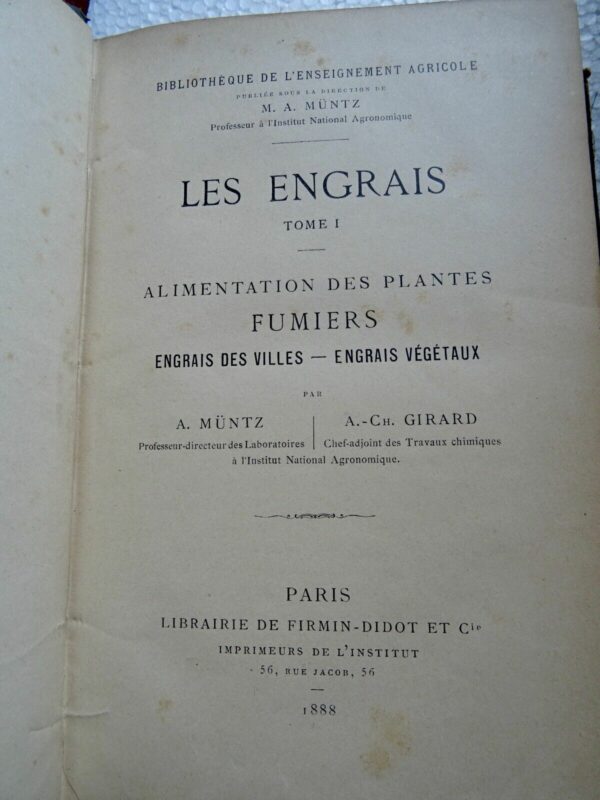 BIBLIOTHÈQUE DE L'ENSEIGNEMENT AGRICOLE
PUBLIÉE SOUS LA DIRECTION DE
M. A. MÜNTZ
Professeur à l'Institut National Agronomique
LES ENGRAIS
TOME I
ALIMENTATION DES PLANTES
FUMIERS
ENGRAIS DES VILLES — ENGRAIS VÉGÉTAUX
PAR
A. MÜNTZ
Professeur-directeur des Laboratoires
A.-CH. GIRARD
Chef-adjoint des Travaux chimiques
à l'Institut National Agronomique.
PARIS
LIBRAIRIE DE FIRMIN-DIDOT ET Cie
IMPRIMEURS DE L'INSTITUT
56, RUE JACOB, 56
1888